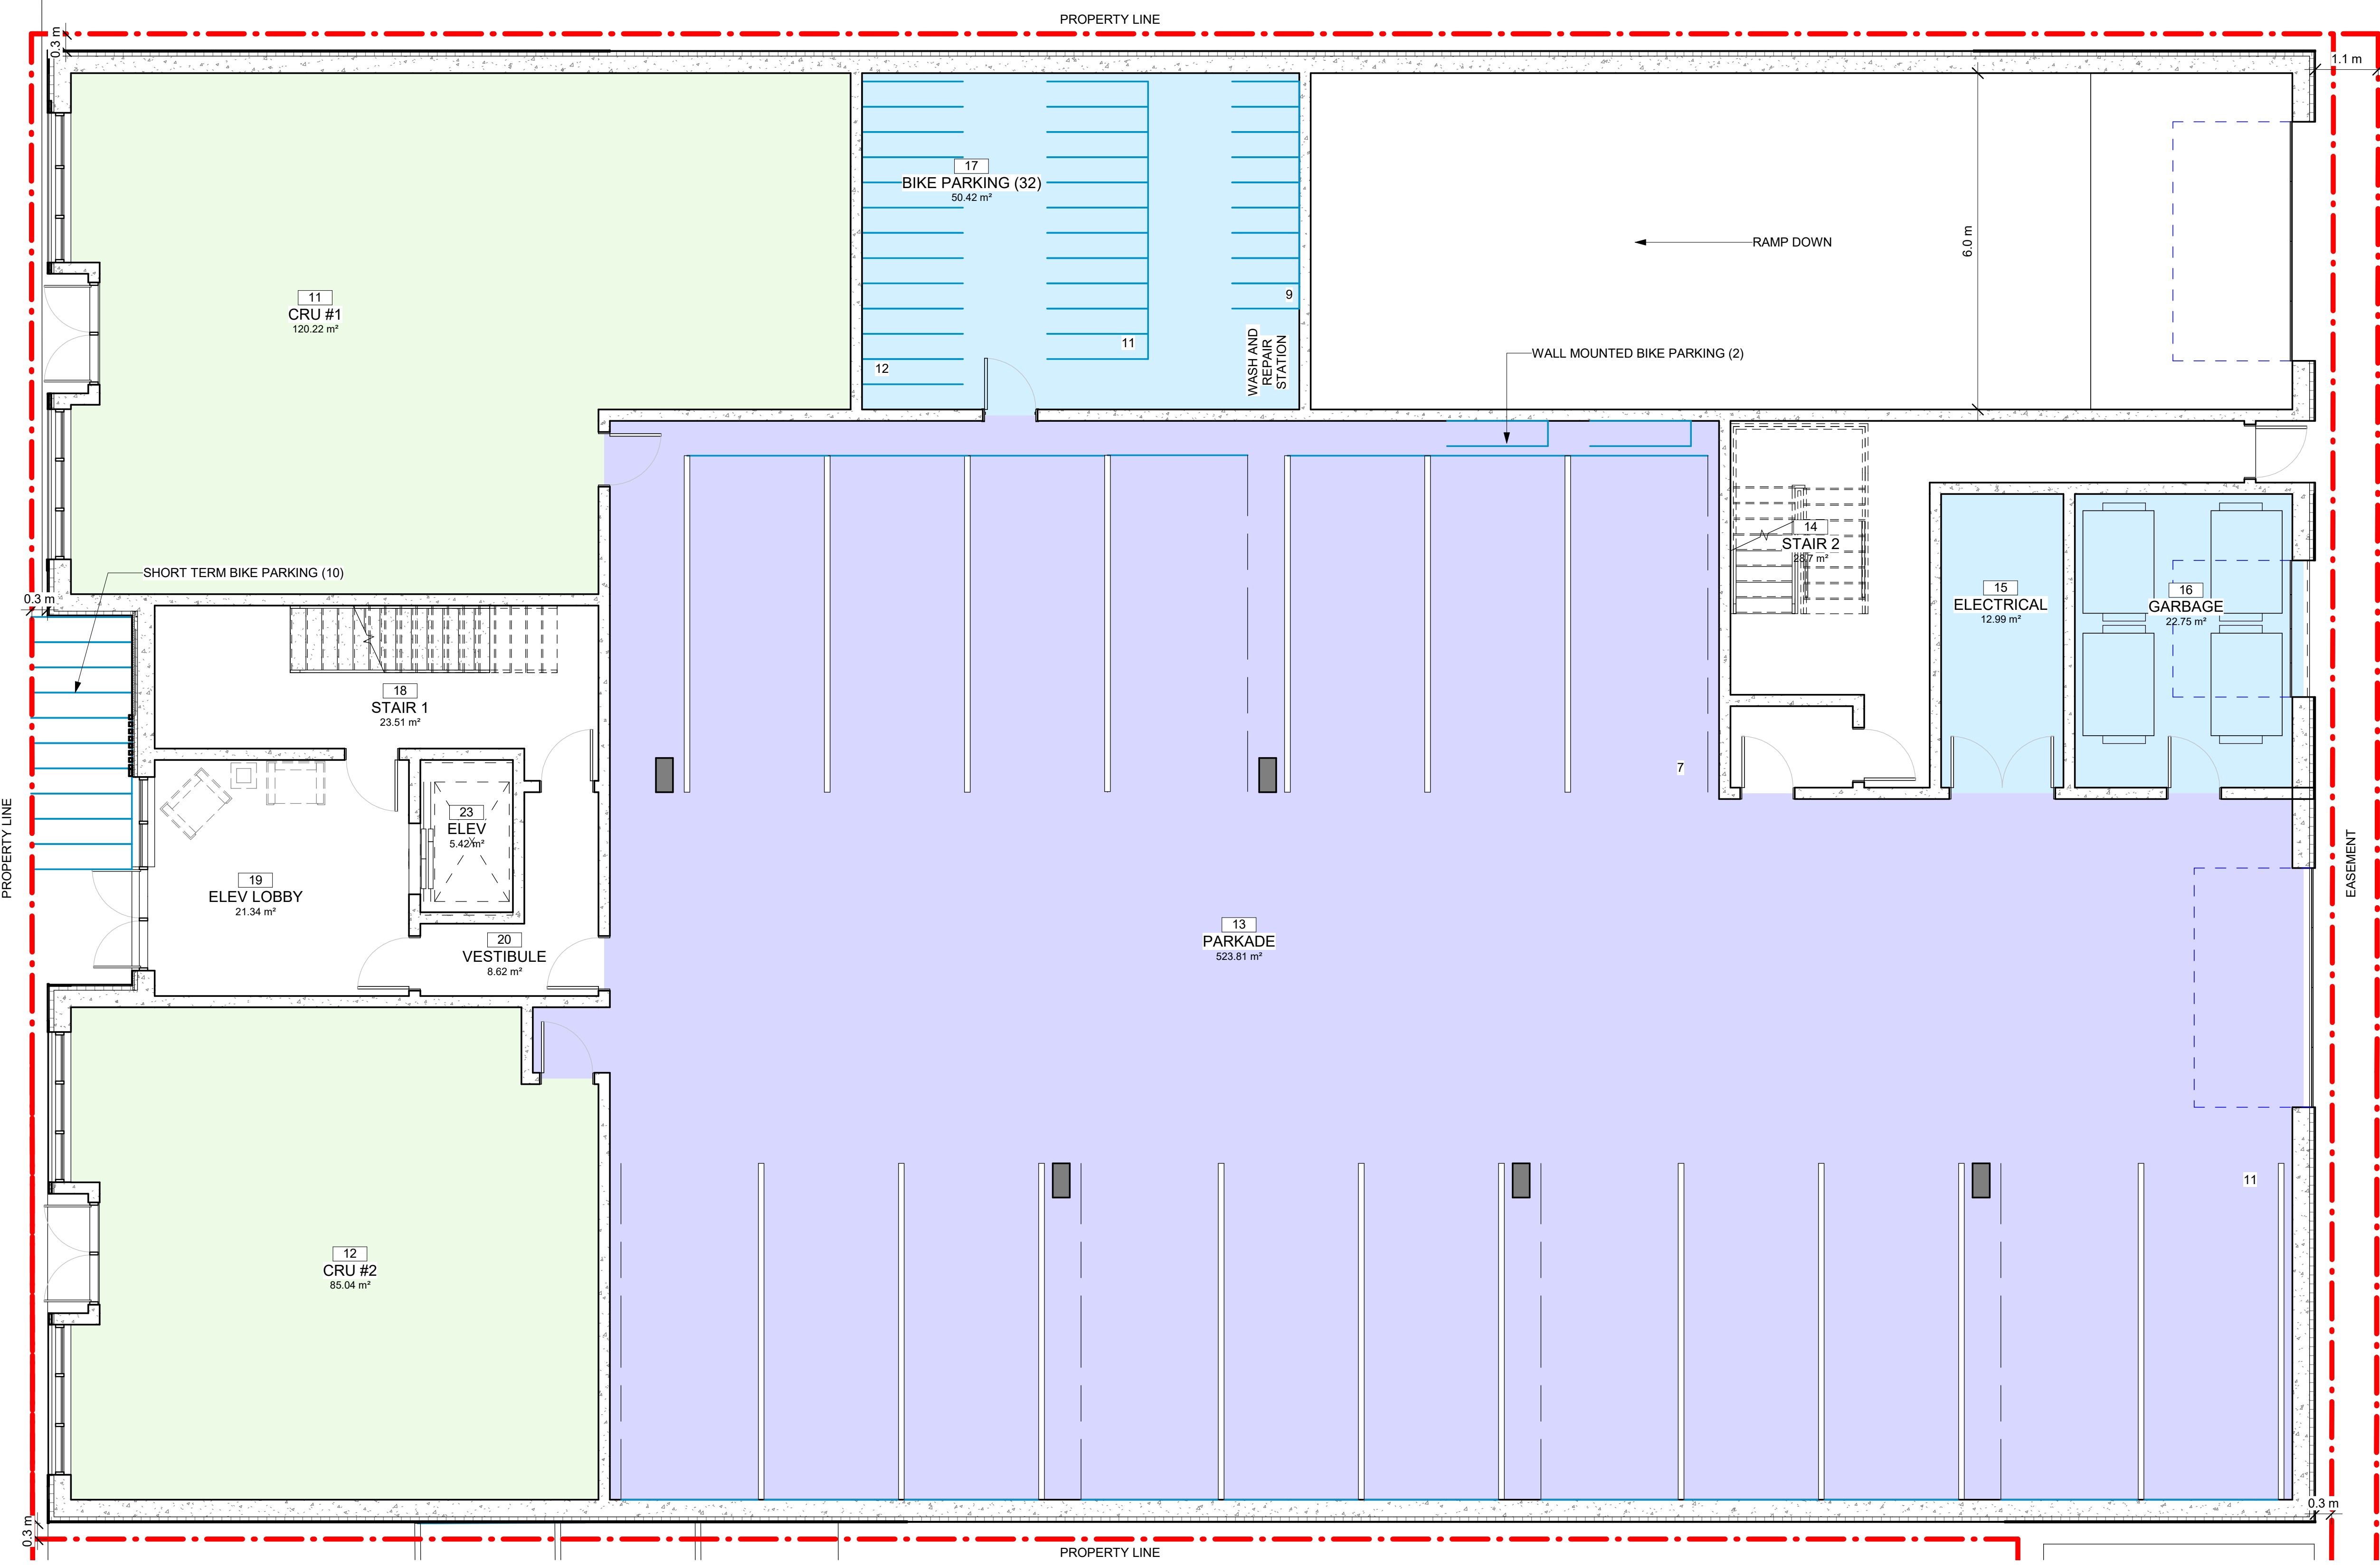 PROPERTY LINE
0.3 m
1.1 m
17
BIKE PARKING (32)
50.42 m²
RAMP DOWN
6.0 m
11
CRU #1
120.22 m²
9
11
12
WASH AND
REPAIR
STATION
WALL MOUNTED BIKE PARKING (2)
14
STAIR 2
28.7 m²
SHORT TERM BIKE PARKING (10)
0.3 m
15
ELECTRICAL
12.99 m²
16
GARBAGE
22.75 m²
18
STAIR 1
23.51 m²
7
23
ELEV
5.42 m²
PROPERTY LINE
EASEMENT
19
ELEV LOBBY
21.34 m²
20
VESTIBULE
8.62 m²
13
PARKADE
523.81 m²
11
12
CRU #2
85.04 m²
0.3 m
0.3 m
PROPERTY LINE